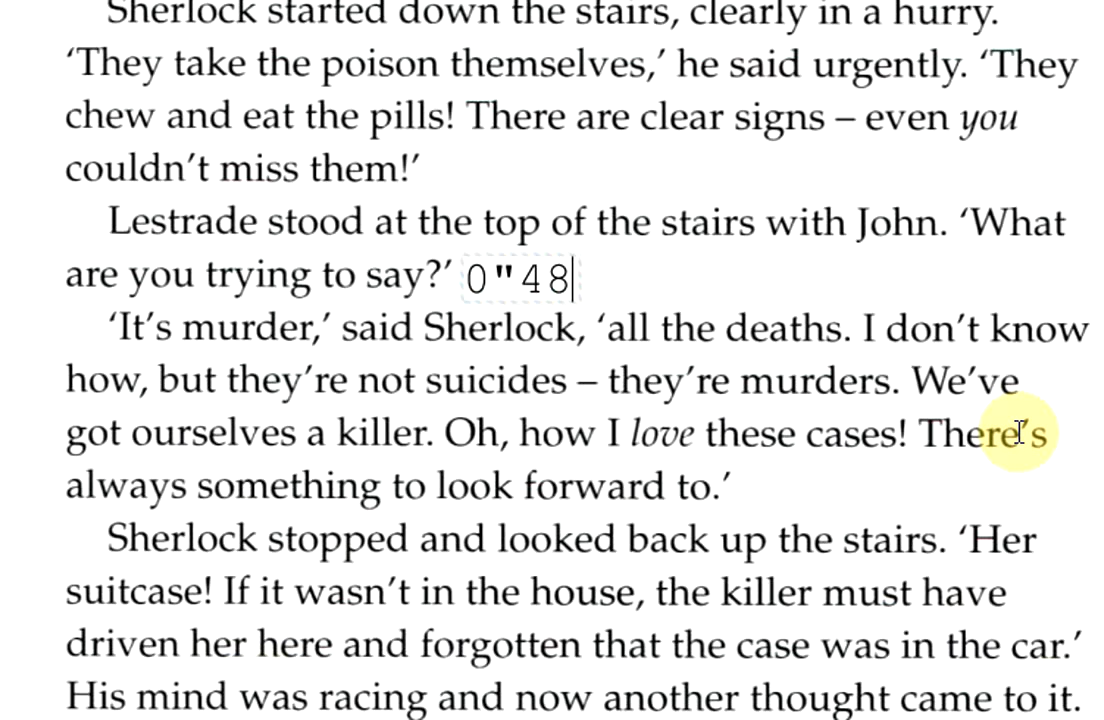 Sherlock started down the stairs, clearly in a hurry.
‘They take the poison themselves,’ he said urgently. ‘They
chew and eat the pills! There are clear signs – even you
couldn’t miss them!’
Lestrade stood at the top of the stairs with John. ‘What
are you trying to say?’ 0"48
‘It’s murder,’ said Sherlock, ‘all the deaths. I don’t know
how, but they’re not suicides – they’re murders. We’ve
got ourselves a killer. Oh, how I love these cases! There’s
always something to look forward to.’
Sherlock stopped and looked back up the stairs. ‘Her
suitcase! If it wasn’t in the house, the killer must have
driven her here and forgotten that the case was in the car.’
His mind was racing and now another thought came to it.